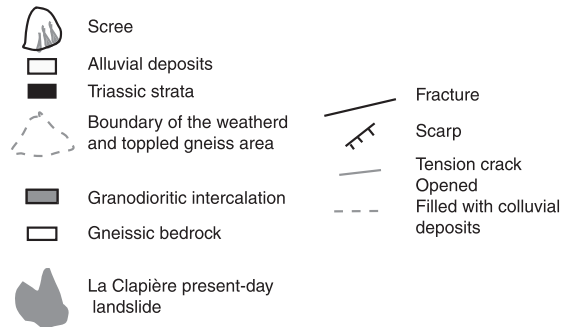 Scree
Alluvial deposits
Triassic strata
Boundary of the weatherd
and toppled gneiss area
Granodioritic intercalation
Gneissic bedrock
La Clapière present-day
landslide
Fracture
Scarp
Tension crack
Opened
Filled with colluvial
deposits